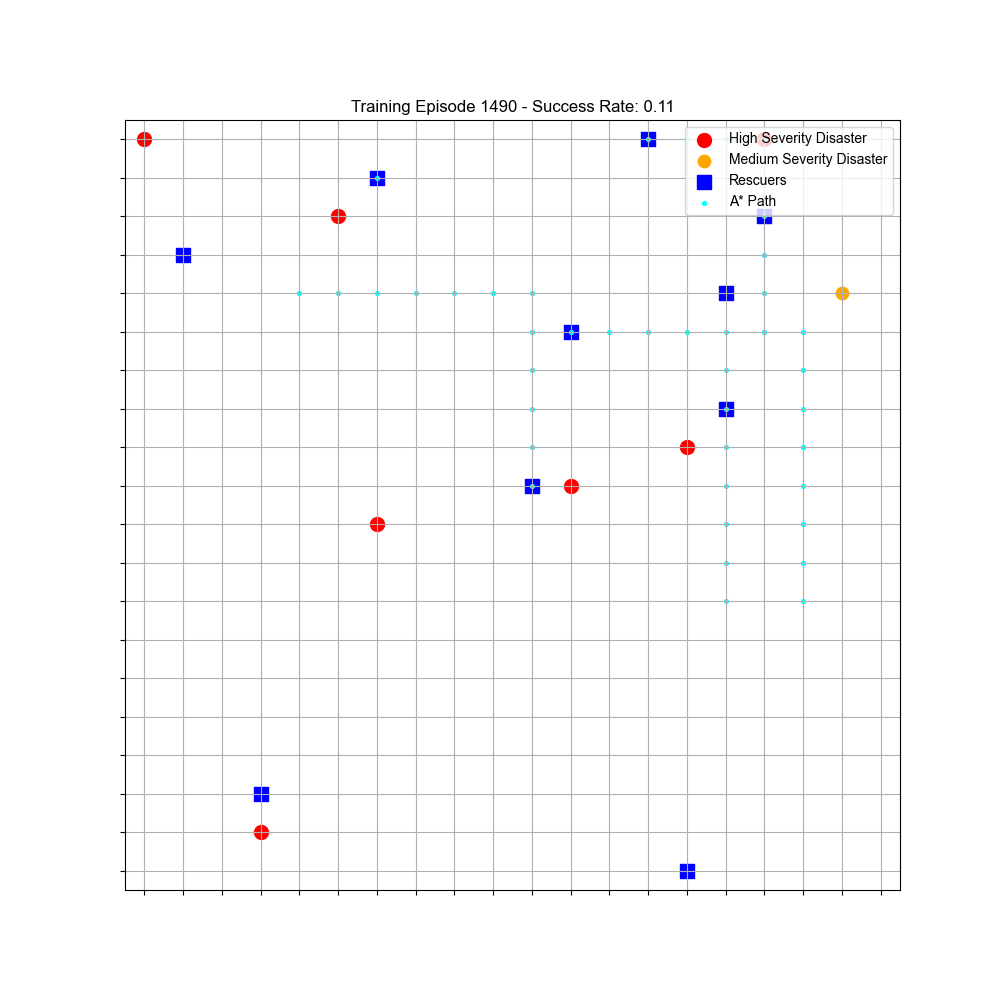 Training Episode 1490 - Success Rate: 0.11
High Severity Disaster
Medium Severity Disaster
Rescuers
A* Path